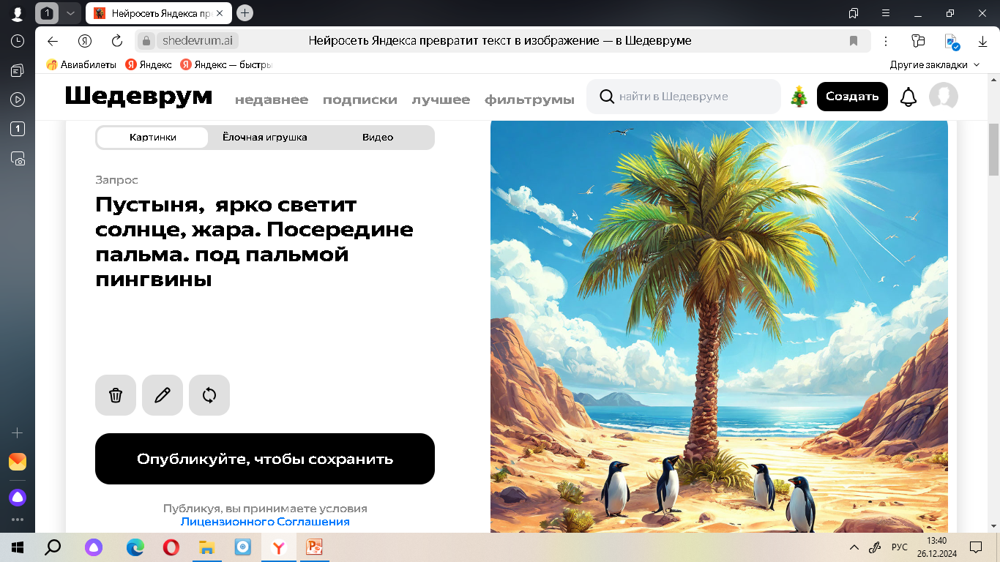 1
Нейросеть Яндекса пр
shedevrum.ai
Нейросеть Яндекса превратит текст в изображение — в Шедевруме
Авиабилеты
Яндекс
Яндекс — быстры
Другие закладки
1
Шедеврум
недавнее
подписки
лучшее
фильтрумы
найти в Шедевруме
Создать
Картинки
Ёлочная игрушка
Видео
Запрос
Пустыня, ярко светит
солнце, жара. Посередине
пальма. под пальмой
пингвины
Опубликуйте, чтобы сохранить
Публикуя, вы принимаете условия
Лицензионного Соглашения
РУС
13:40
26.12.2024